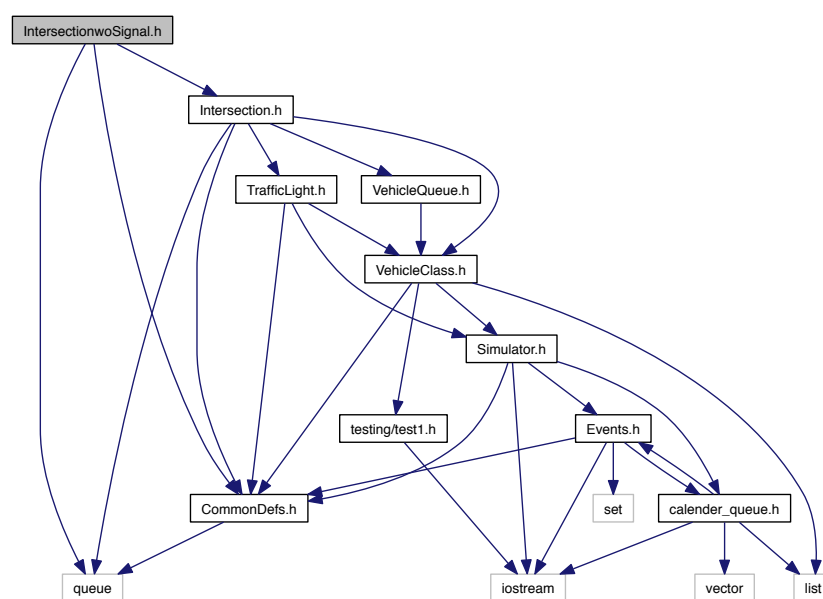 IntersectionwoSignal.h
Intersection.h
TrafficLight.h
VehicleQueue.h
VehicleClass.h
Simulator.h
testing/test1.h
Events.h
CommonDefs.h
set
calender_queue.h
queue
iostream
vector
list